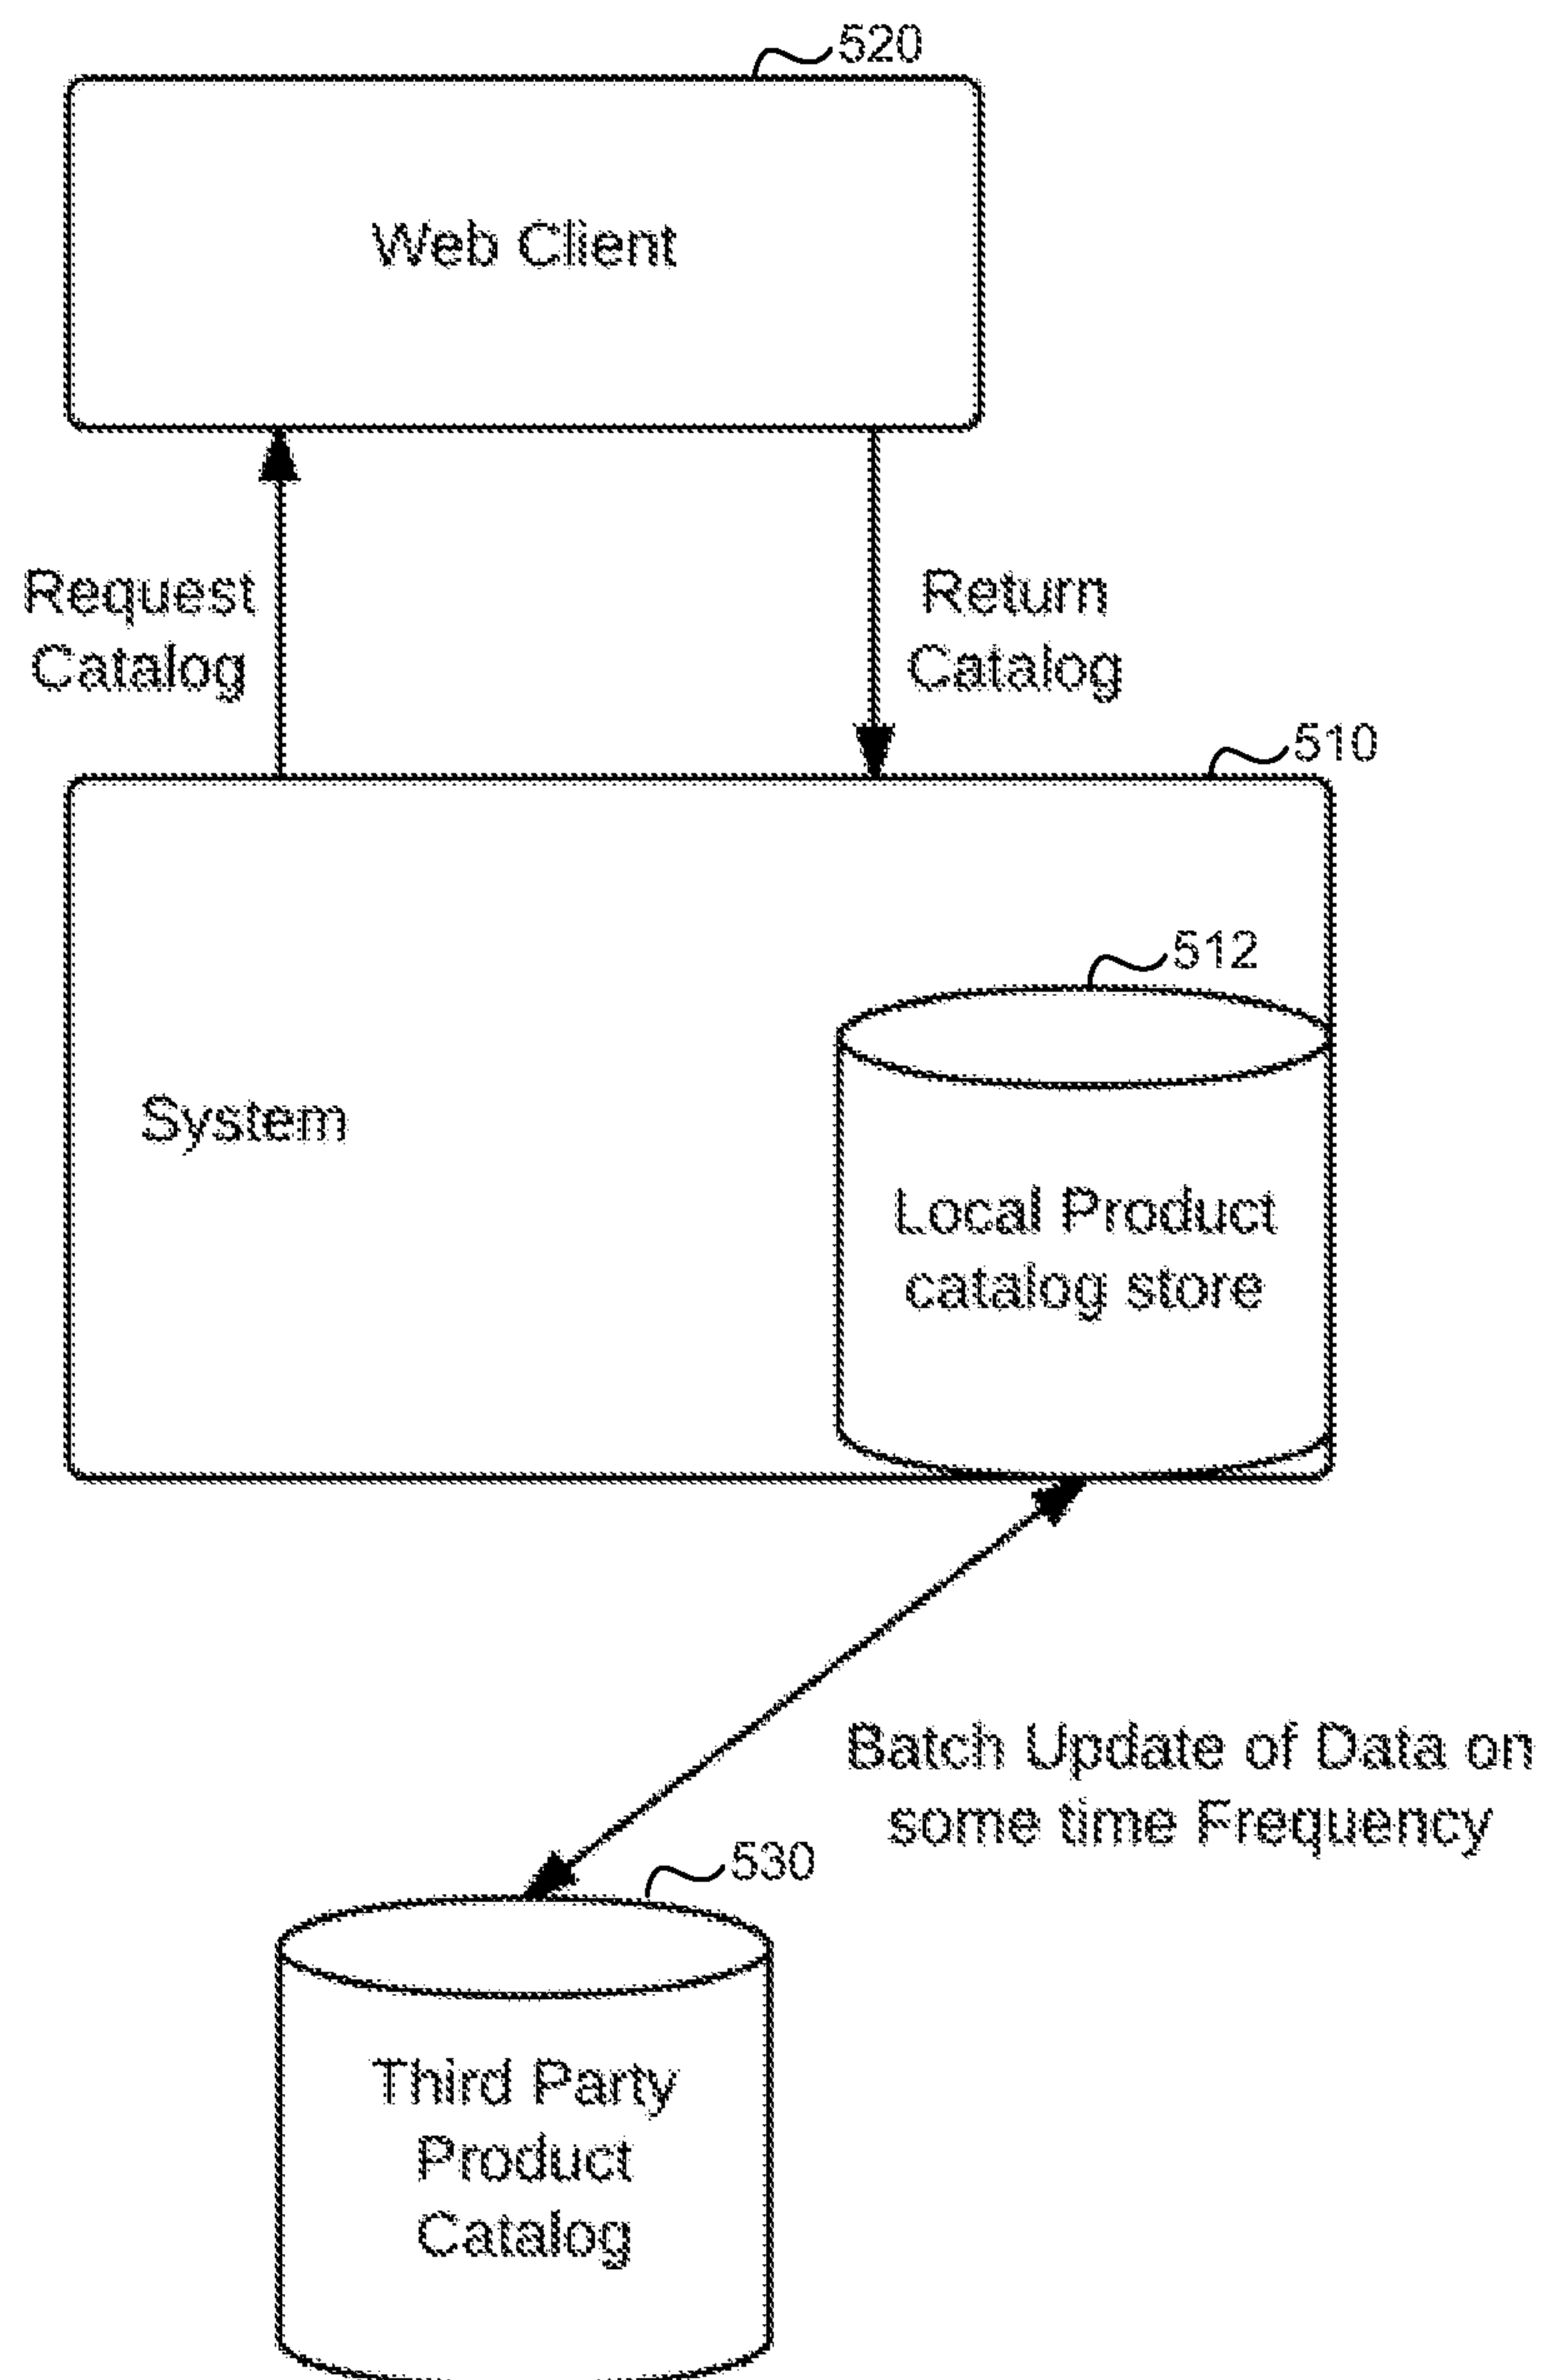 520
Web Client
Request
Catalog
Return
Catalog
510
512
System
Local Product
catalog store
Batch Update of Data on
some time Frequency
530
Third Party
Product
Catalog